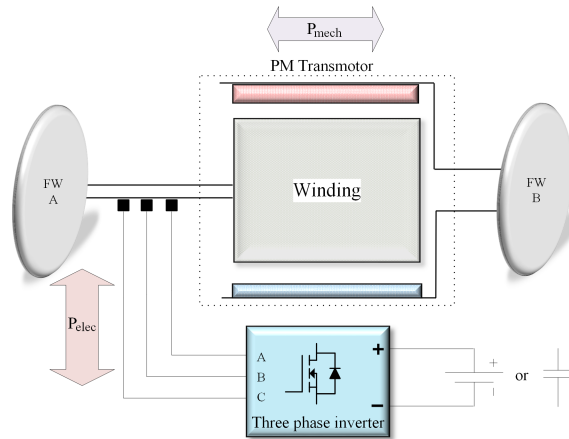 Pmech
PM Transmotor
FW
A
Winding
FW
B
Pelec
A
B
C
+
−
Three phase inverter
+
−
or